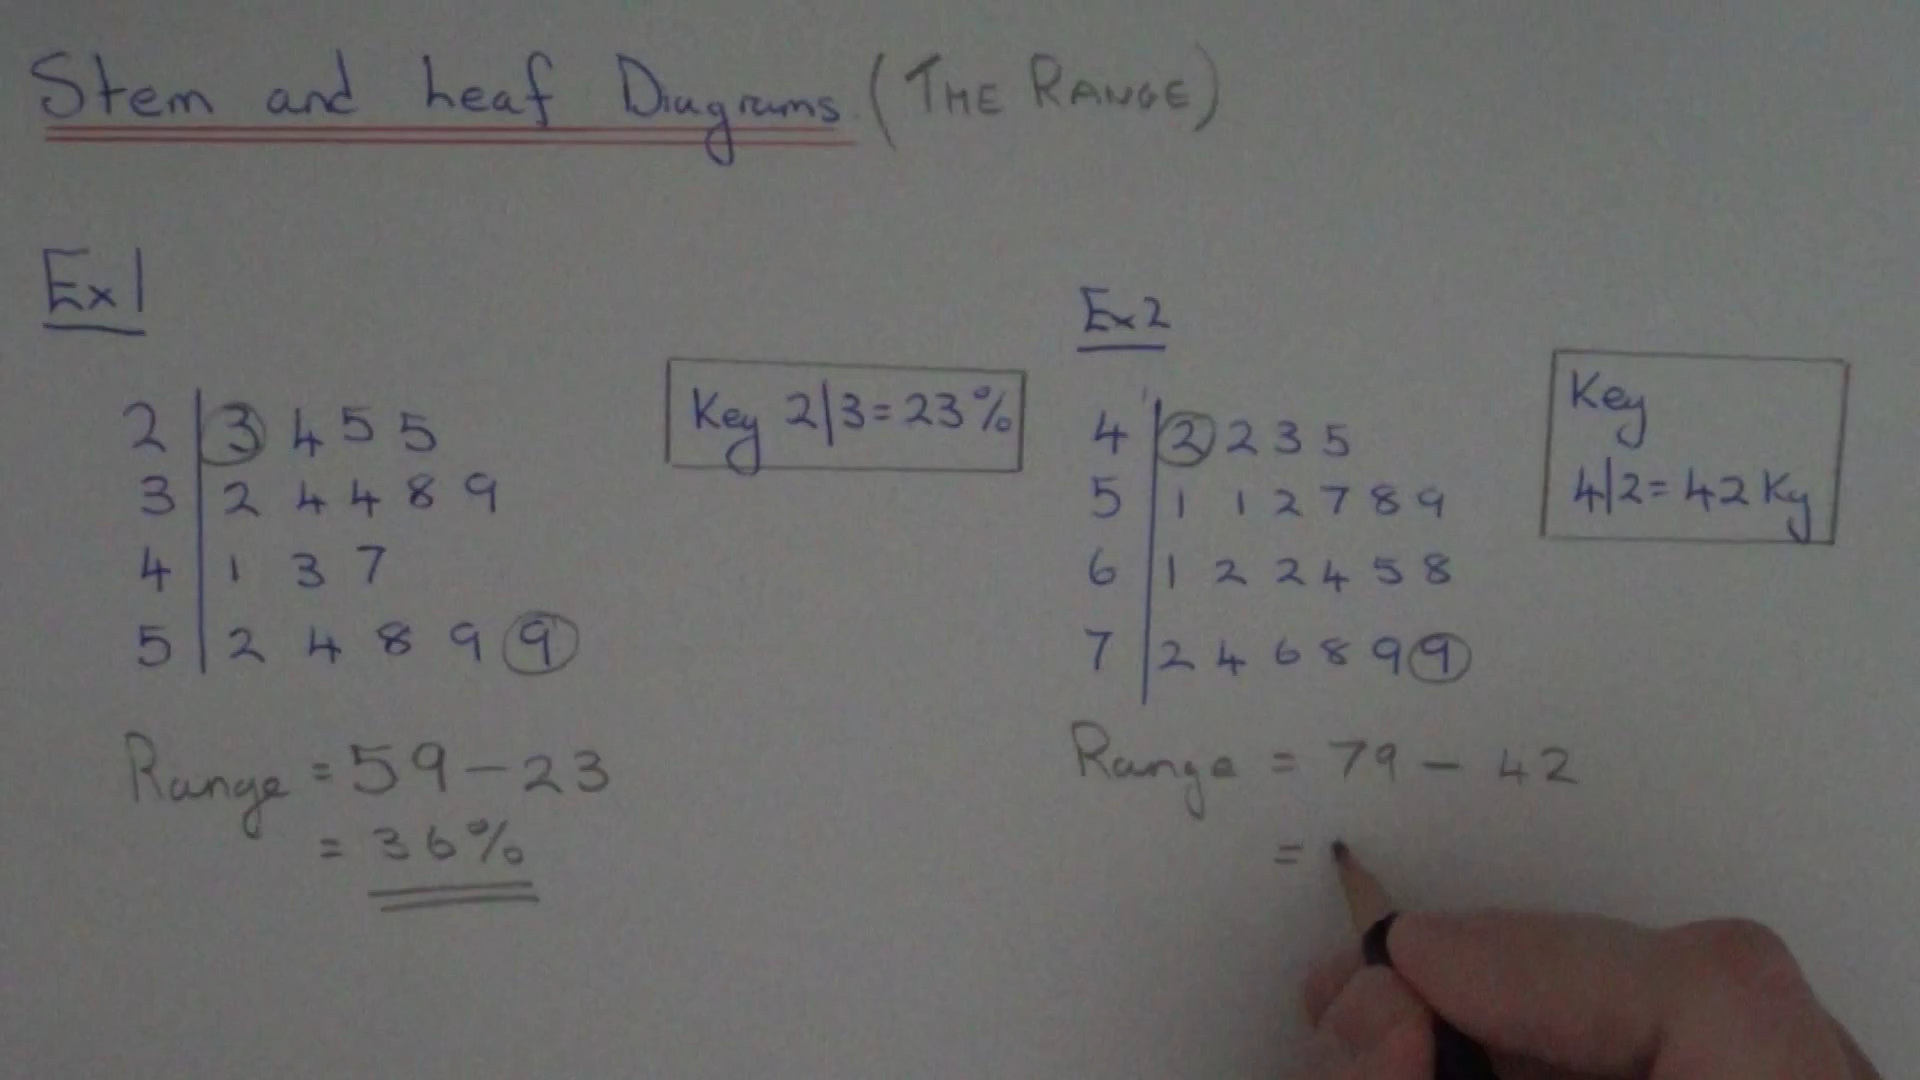 Stem and Leaf Diagrams (THE RANGE)
Ex1
Key 2|3=23%
2 | 3 4 5 5
3 | 2 4 4 8 9
4 | 1 3 7
5 | 2 4 8 9 9
Range = 59 - 23
= 36%
Ex2
Key
4|2= 42 Kg
4 | 2 2 3 5
5 | 1 1 2 7 8 9
6 | 1 2 2 4 5 8
7 | 2 4 6 8 9 9
Range = 79 - 42
=